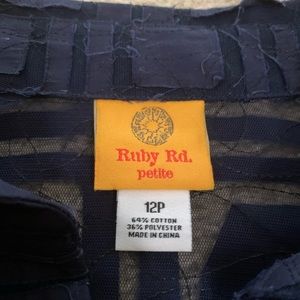 Ruby Rd.
petite
12P
64% COTTON
36% POLYESTER
MADE IN CHINA